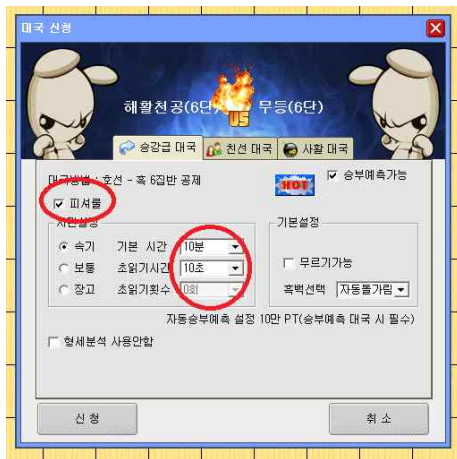 대국 신청
해활천공(6단) VS 무등(6단)
승강급 대국 친선 대국 사활 대국
대국방법 : 호선 - 흑 6집반 공제
HOT 승부예측가능
피셔룰
시간설정 기본설정
속기 기본 시간 10분
보통 초읽기시간 10초 무르기가능
장고 초읽기횟수 0회 흑백선택 자동돌가림
자동승부예측 설정 10만 PT(승부예측 대국 시 필수)
형세분석 사용안함
신청 취소